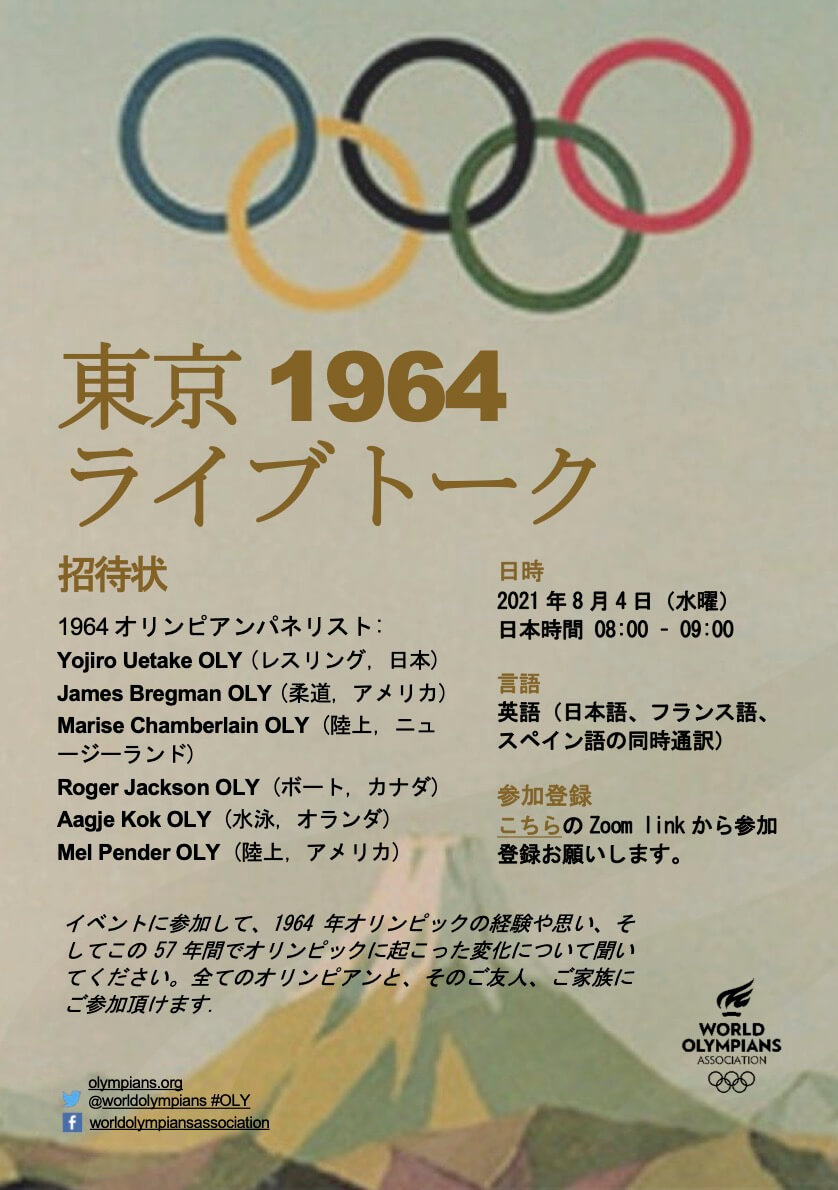 東京 1964
ライブトーク
招待状
1964 オリンピアンパネリスト:
Yojiro Uetake OLY（レスリング, 日本）
James Bregman OLY（柔道, アメリカ）
Marise Chamberlain OLY（陸上, ニュ
ージーランド）
Roger Jackson OLY（ボート, カナダ）
Aagje Kok OLY（水泳, オランダ）
Mel Pender OLY（陸上, アメリカ）
日時
2021 年 8 月 4 日（水曜）
日本時間 08:00 - 09:00
言語
英語（日本語、フランス語、
スペイン語の同時通訳）
参加登録
こちらの Zoom link から参加
登録お願いします。
イベントに参加して、1964 年オリンピックの経験や思い、そ
してこの 57 年間でオリンピックに起こった変化について聞い
てください。全てのオリンピアンと、そのご友人、ご家族に
ご参加頂けます.
WORLD
OLYMPIANS
ASSOCIATION
olympians.org
@worldolympians #OLY
worldolympiansassociation